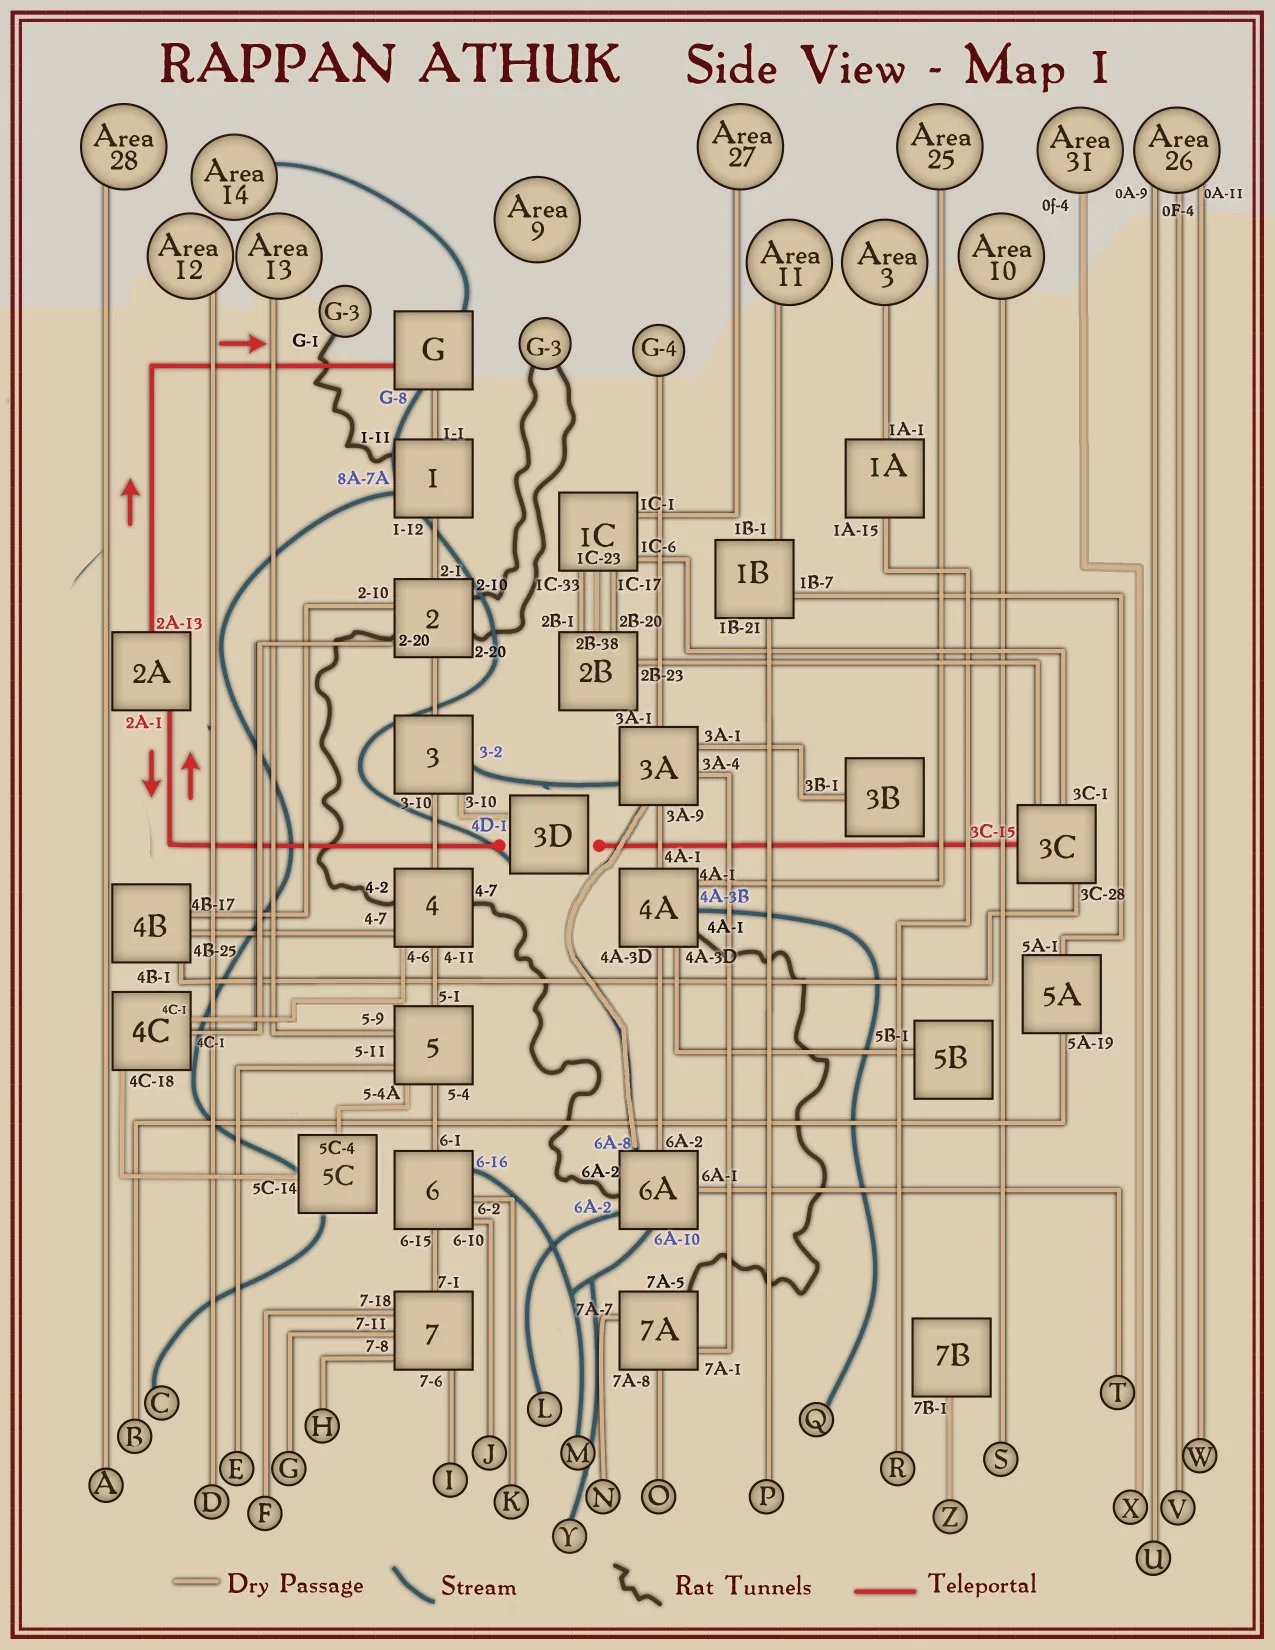 RAPPAN ATHUK Side View - Map 1
Area 28
Area 14
Area 27
Area 25
Area 31
Area 26
0f-4
0A-9
0F-4
0A-11
Area 9
Area 12
Area 13
Area 11
Area 3
Area 10
G-3
G-1
G
G-3
G-4
G-8
1-11
1-1
1A-1
8A-7A
1
1A
1-12
1C-1
1A-15
1C
1C-23
1C-6
1B-1
1B
1B-7
2-1
2-10
2-10
1C-33
1C-17
2A-13
2
2B-1
2B-20
1B-21
2-20
2-20
2B-38
2A
2B
2B-23
2A-1
3A-1
3A-1
3
3-2
3A
3A-4
3B-1
3B
3-10
3-10
3A-9
3C-1
4D-1
3D
3C-15
3C
4A-1
4A-1
4-2
4-7
4A-3B
3C-28
4B-17
4
4A
4-7
4B
4A-1
4B-25
4-6
4-11
4A-3D
4A-3D
5A-1
4B-1
5-1
5A
4C-1
5-9
4C
4C-1
5-11
5
5B-1
5B
5A-19
4C-18
5-4A
5-4
5C-4
6-1
6A-8
6A-2
5C
6-16
6A-2
6A-1
5C-14
6
6A
6-2
6A-2
6-15
6-10
6A-10
7-1
7A-5
7-18
7A-7
7-11
7
7A
7-8
7B
7-6
7A-8
7A-1
7B-1
C
B
H
L
Q
T
E
G
J
M
R
S
W
A
D
F
I
K
N
O
P
Z
X
V
Y
U
Dry Passage
Stream
Rat Tunnels
Teleportal